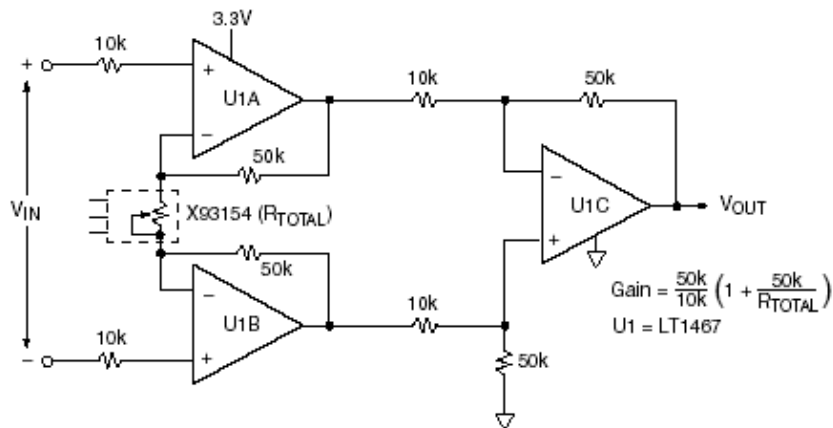 3.3V
10k
+
+
U1A
10k
50k
−
50k
VIN
X93154 (RTOTAL)
−
U1C
VOUT
+
50k
−
U1B
10k
Gain = 50k/10k (1 + 50k/RTOTAL)
U1 = LT1467
10k
−
+
50k